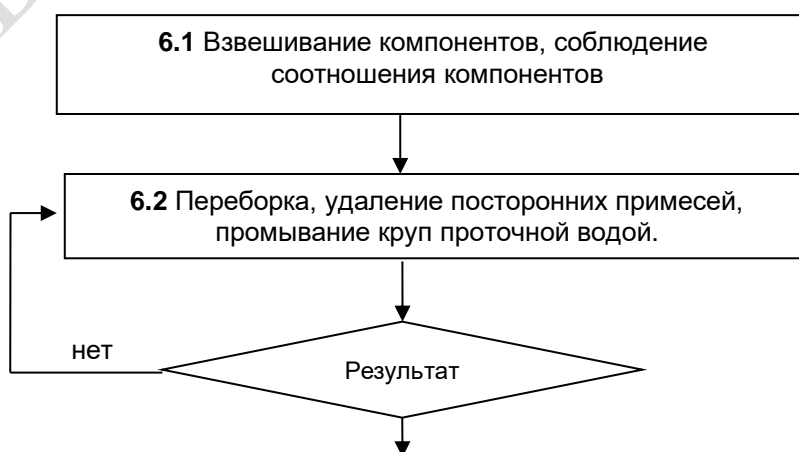 6.1 Взвешивание компонентов, соблюдение
соотношения компонентов
6.2 Переборка, удаление посторонних примесей,
промывание круп проточной водой.
нет
Результат